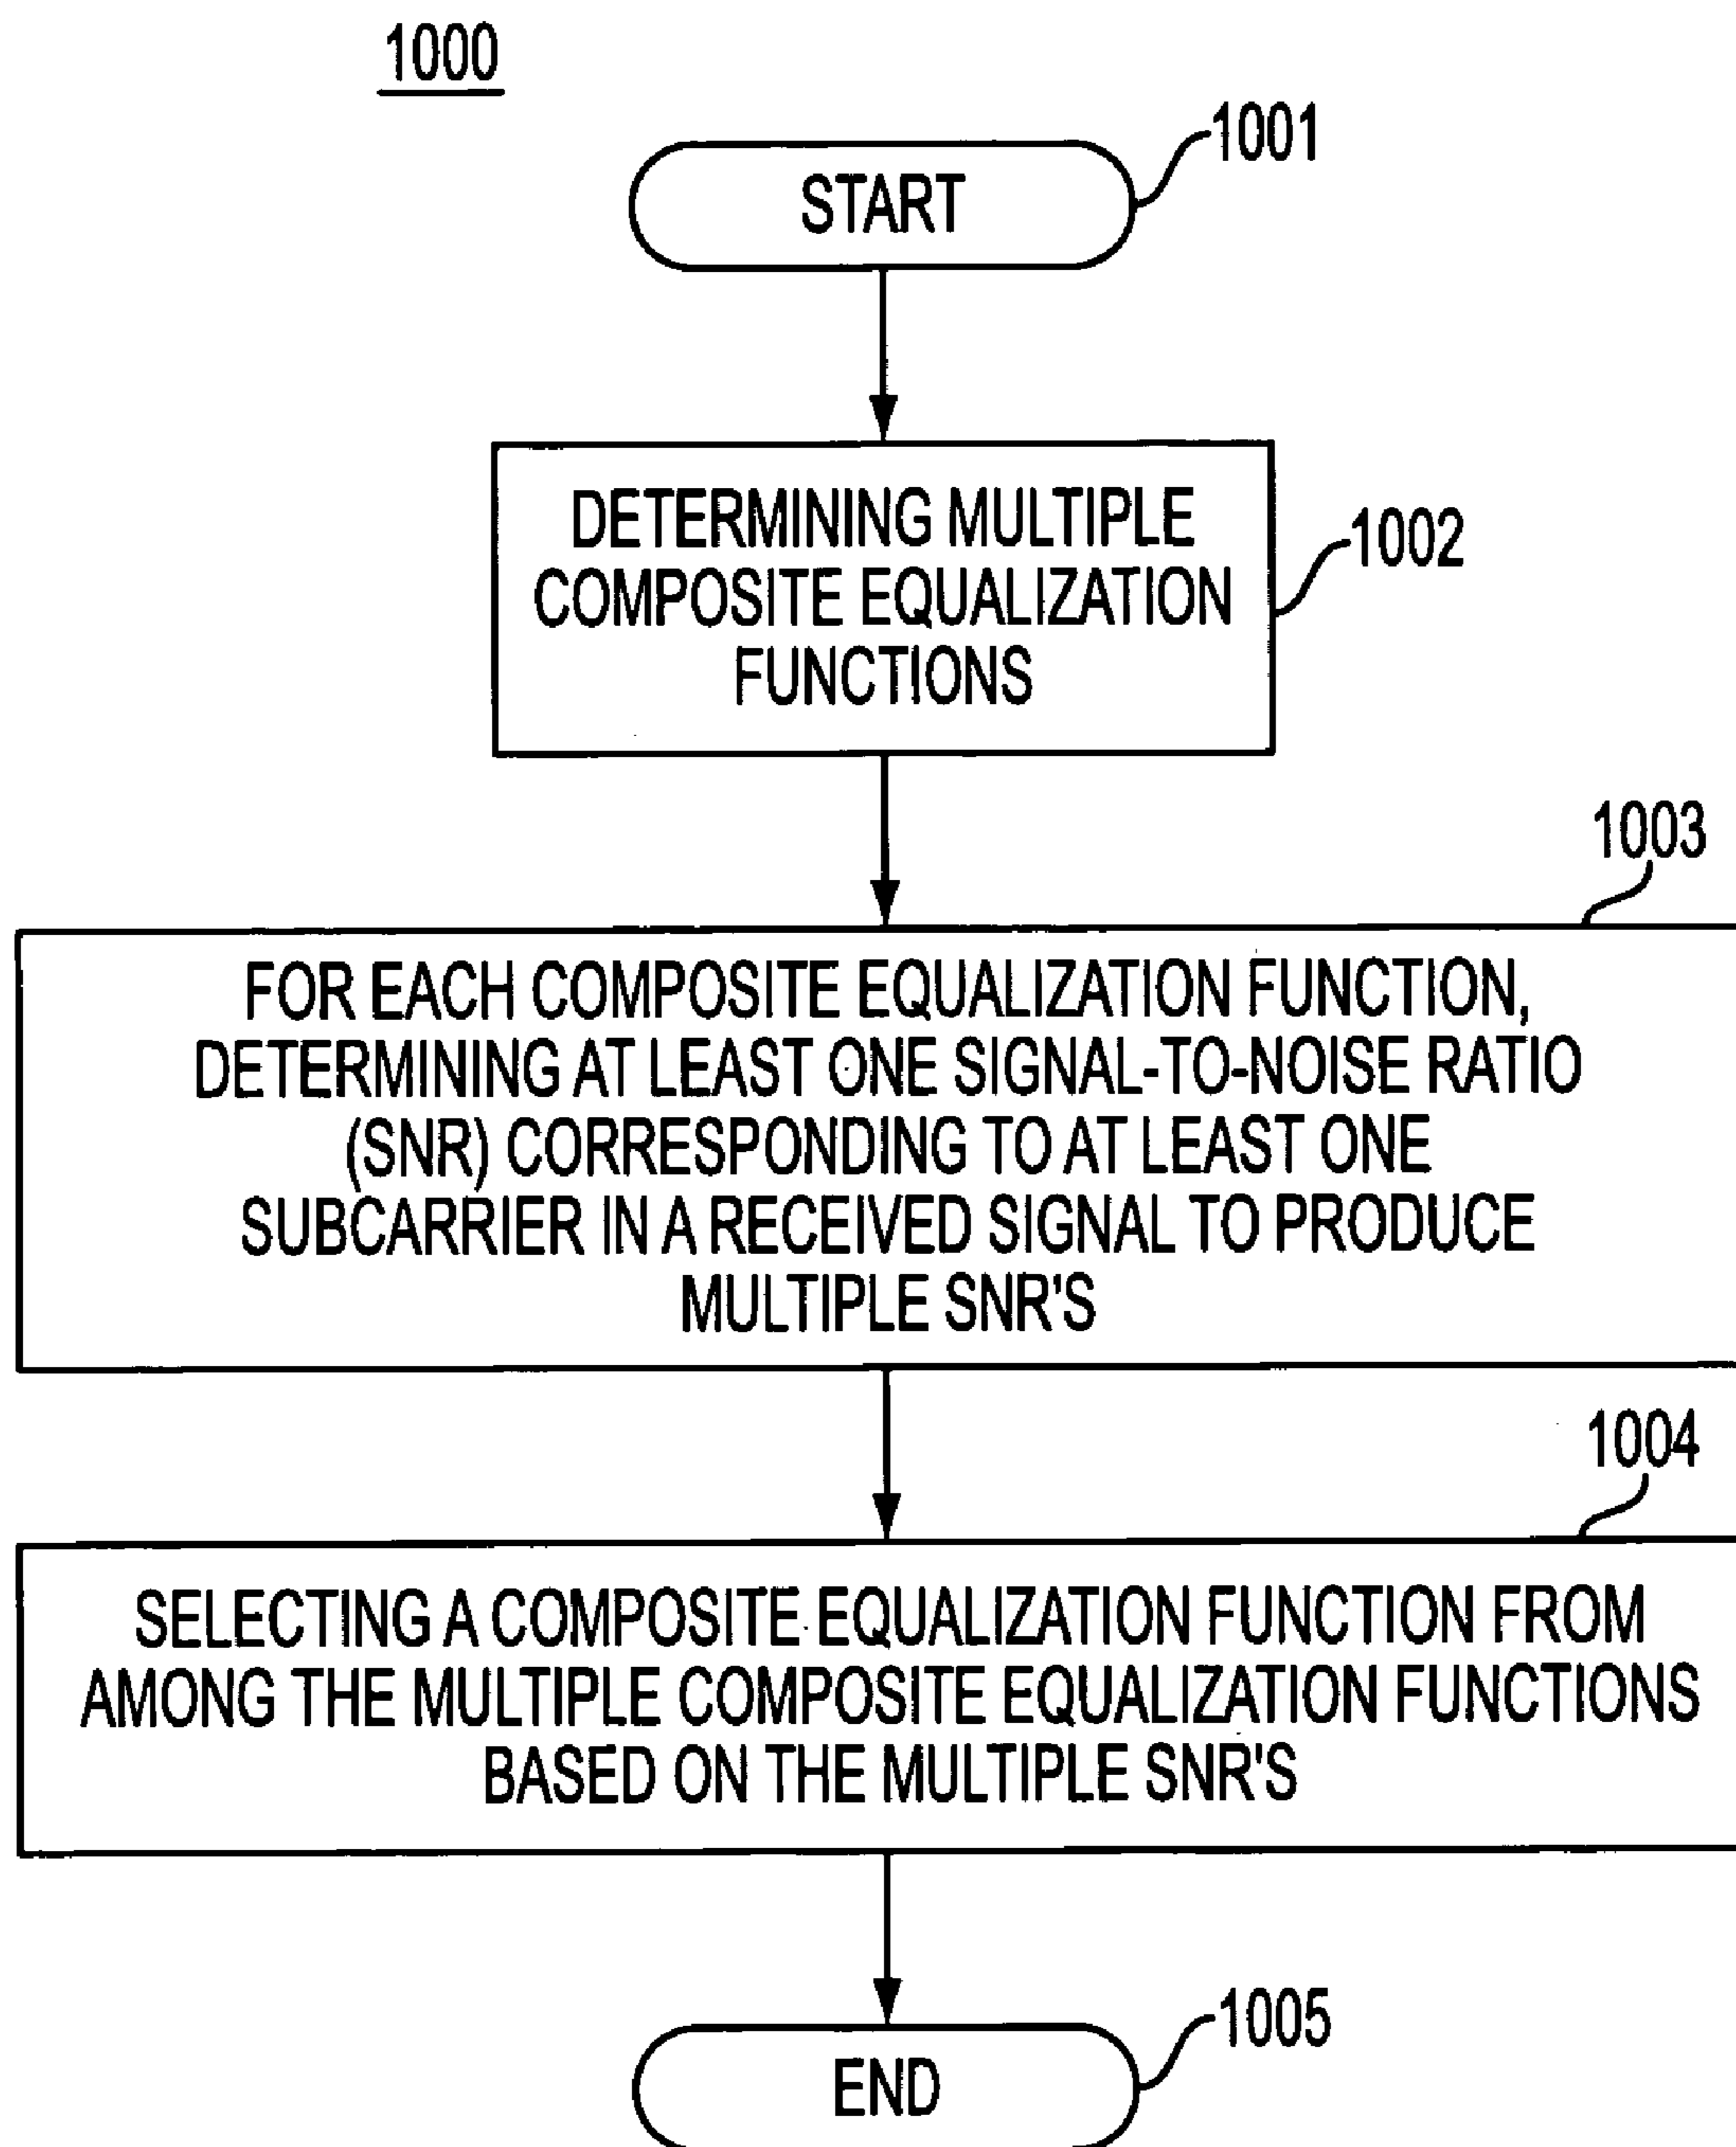 1000
1001
START
DETERMINING MULTIPLE
COMPOSITE EQUALIZATION
FUNCTIONS
1002
1003
FOR EACH COMPOSITE EQUALIZATION FUNCTION,
DETERMINING AT LEAST ONE SIGNAL-TO-NOISE RATIO
(SNR) CORRESPONDING TO AT LEAST ONE
SUBCARRIER IN A RECEIVED SIGNAL TO PRODUCE
MULTIPLE SNR'S
1004
SELECTING A COMPOSITE EQUALIZATION FUNCTION FROM
AMONG THE MULTIPLE COMPOSITE EQUALIZATION FUNCTIONS
BASED ON THE MULTIPLE SNR'S
1005
END